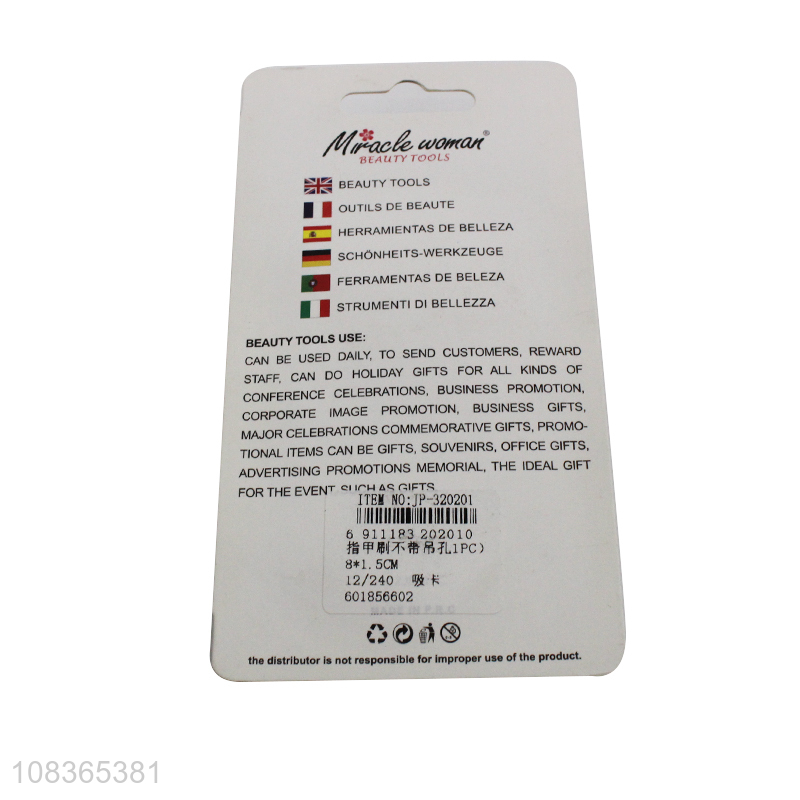 Miracle woman®
BEAUTY TOOLS
BEAUTY TOOLS
OUTILS DE BEAUTE
HERRAMIENTAS DE BELLEZA
SCHÖNHEITS-WERKZEUGE
FERRAMENTAS DE BELEZA
STRUMENTI DI BELLEZZA
BEAUTY TOOLS USE:
CAN BE USED DAILY, TO SEND CUSTOMERS, REWARD
STAFF, CAN DO HOLIDAY GIFTS FOR ALL KINDS OF
CONFERENCE CELEBRATIONS, BUSINESS PROMOTION,
CORPORATE IMAGE PROMOTION, BUSINESS GIFTS,
MAJOR CELEBRATIONS COMMEMORATIVE GIFTS, PROMO-
TIONAL ITEMS CAN BE GIFTS, SOUVENIRS, OFFICE GIFTS,
ADVERTISING PROMOTIONS MEMORIAL, THE IDEAL GIFT
FOR THE EVENT, SUCH AS GIFTS
ITEM NO:JP-320201
6 911183 202010
指甲刷不带吊孔1PC)
8*1.5CM
12/240 吸卡
601856602
MADE IN P.R.C
the distributor is not responsible for improper use of the product.
108365381